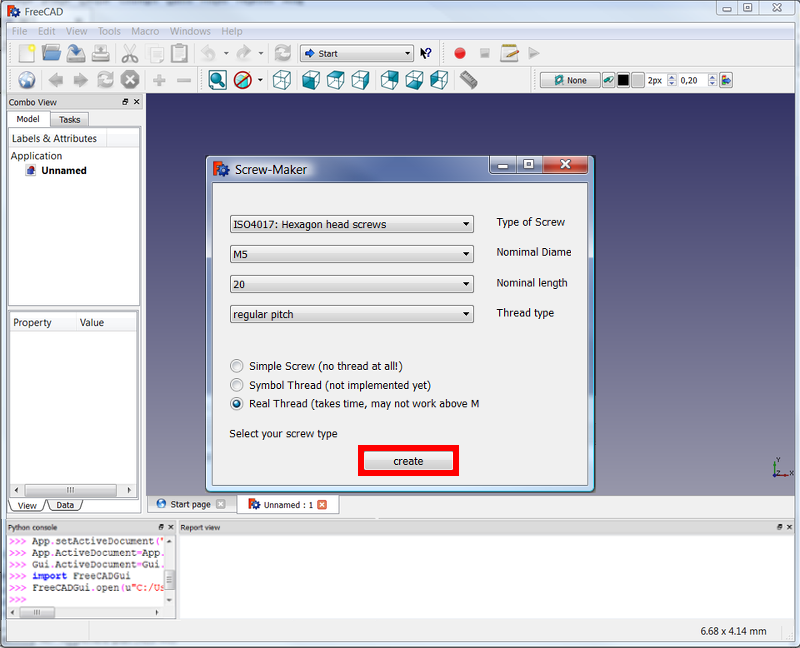 FreeCAD
File Edit View Tools Macro Windows Help
Start
None 2px 0,20
Combo View
Model Tasks
Labels & Attributes
Application
Unnamed
Property Value
View Data
Screw-Maker
ISO4017: Hexagon head screws Type of Screw
M5 Nomimal Diame
20 Nominal length
regular pitch Thread type
Simple Screw (no thread at all!)
Symbol Thread (not implemented yet)
Real Thread (takes time, may not work above M
Select your screw type
create
Y
Z X
Start page Unnamed : 1
Python console Report view
>>> App.setActiveDocument("
>>> App.ActiveDocument=App.
>>> Gui.ActiveDocument=Gui.
>>> import FreeCADGui
>>> FreeCADGui.open(u"C:/Us
>>>
6.68 x 4.14 mm